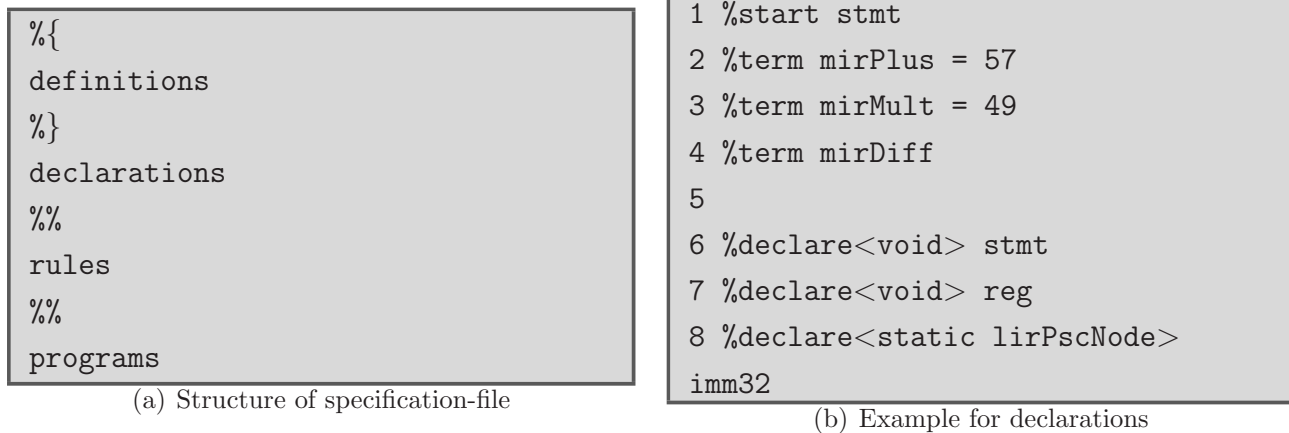 %{
definitions
%}
declarations
%%
rules
%%
programs
(a) Structure of specification-file
1 %start stmt
2 %term mirPlus = 57
3 %term mirMult = 49
4 %term mirDiff
5
6 %declare<void> stmt
7 %declare<void> reg
8 %declare<static lirPscNode>
imm32
(b) Example for declarations